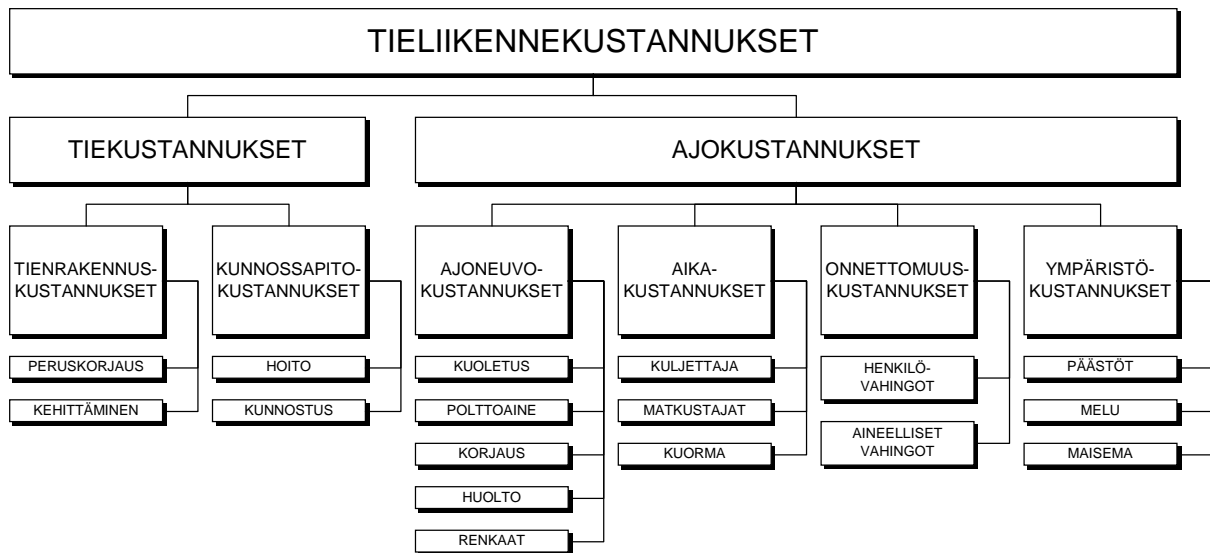 TIELIIKENNEKUSTANNUKSET
TIEKUSTANNUKSET
AJOKUSTANNUKSET
TIENRAKENNUS-
KUSTANNUKSET
KUNNOSSAPITO-
KUSTANNUKSET
AJONEUVO-
KUSTANNUKSET
AIKA-
KUSTANNUKSET
ONNETTOMUUS-
KUSTANNUKSET
YMPÄRISTÖ-
KUSTANNUKSET
PERUSKORJAUS
KEHITTÄMINEN
HOITO
KUNNOSTUS
KUOLETUS
POLTTOAINE
KORJAUS
HUOLTO
RENKAAT
KULJETTAJA
MATKUSTAJAT
KUORMA
HENKILÖ-
VAHINGOT
AINEELLISET
VAHINGOT
PÄÄSTÖT
MELU
MAISEMA